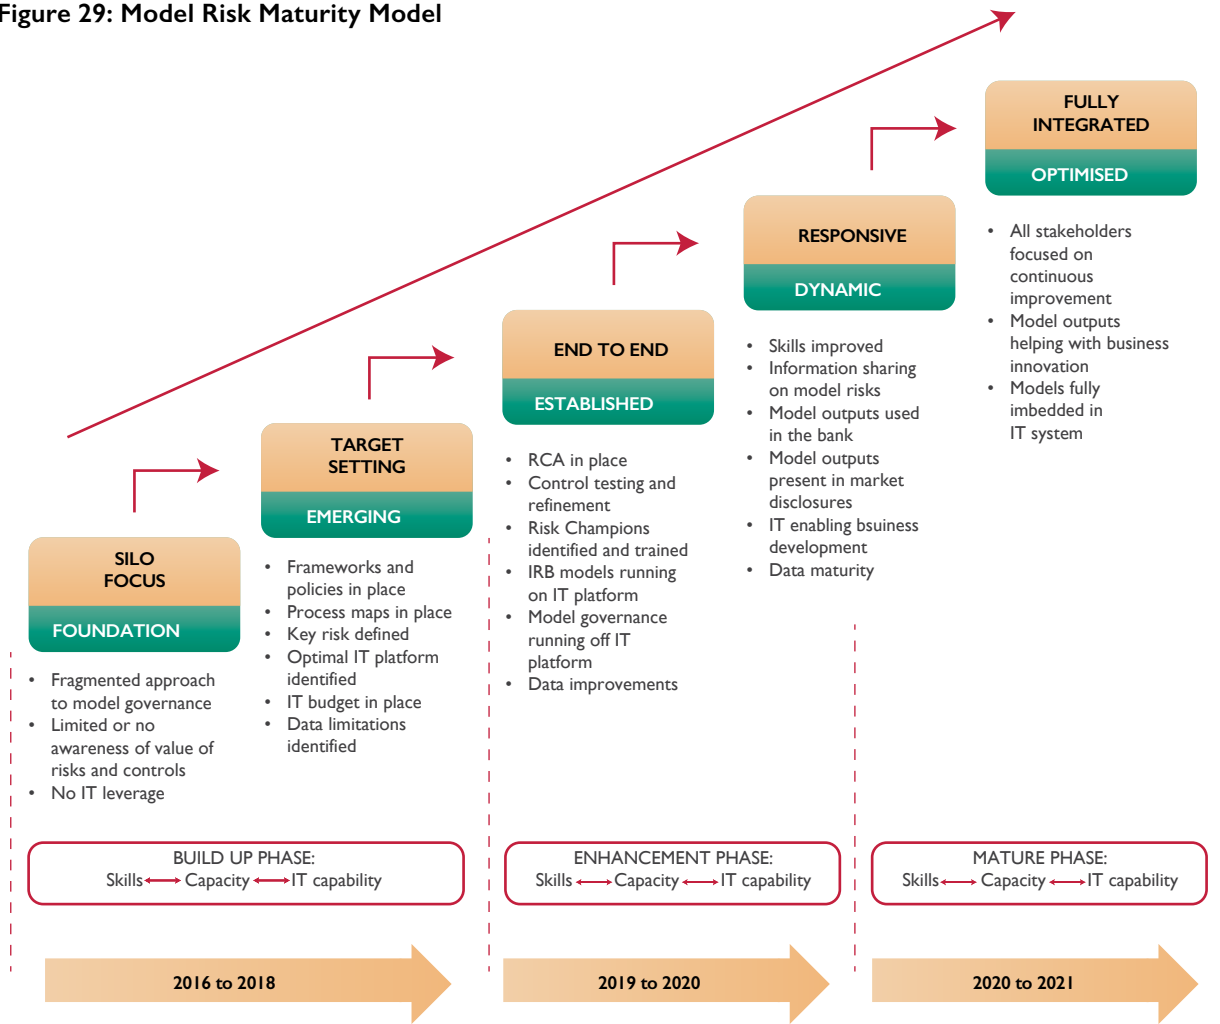 Figure 29: Model Risk Maturity Model
SILO
FOCUS
FOUNDATION
• Fragmented approach
to model governance
• Limited or no
awareness of value of
risks and controls
• No IT leverage
TARGET
SETTING
EMERGING
• Frameworks and
policies in place
• Process maps in place
• Key risk defined
• Optimal IT platform
identified
• IT budget in place
• Data limitations
identified
END TO END
ESTABLISHED
• RCA in place
• Control testing and
refinement
• Risk Champions
identified and trained
• IRB models running
on IT platform
• Model governance
running off IT
platform
• Data improvements
RESPONSIVE
DYNAMIC
• Skills improved
• Information sharing
on model risks
• Model outputs used
in the bank
• Model outputs
present in market
disclosures
• IT enabling bsuiness
development
• Data maturity
FULLY
INTEGRATED
OPTIMISED
• All stakeholders
focused on
continuous
improvement
• Model outputs
helping with business
innovation
• Models fully
imbedded in
IT system
BUILD UP PHASE:
Skills Capacity IT capability
ENHANCEMENT PHASE:
Skills Capacity IT capability
MATURE PHASE:
Skills Capacity IT capability
2016 to 2018
2019 to 2020
2020 to 2021